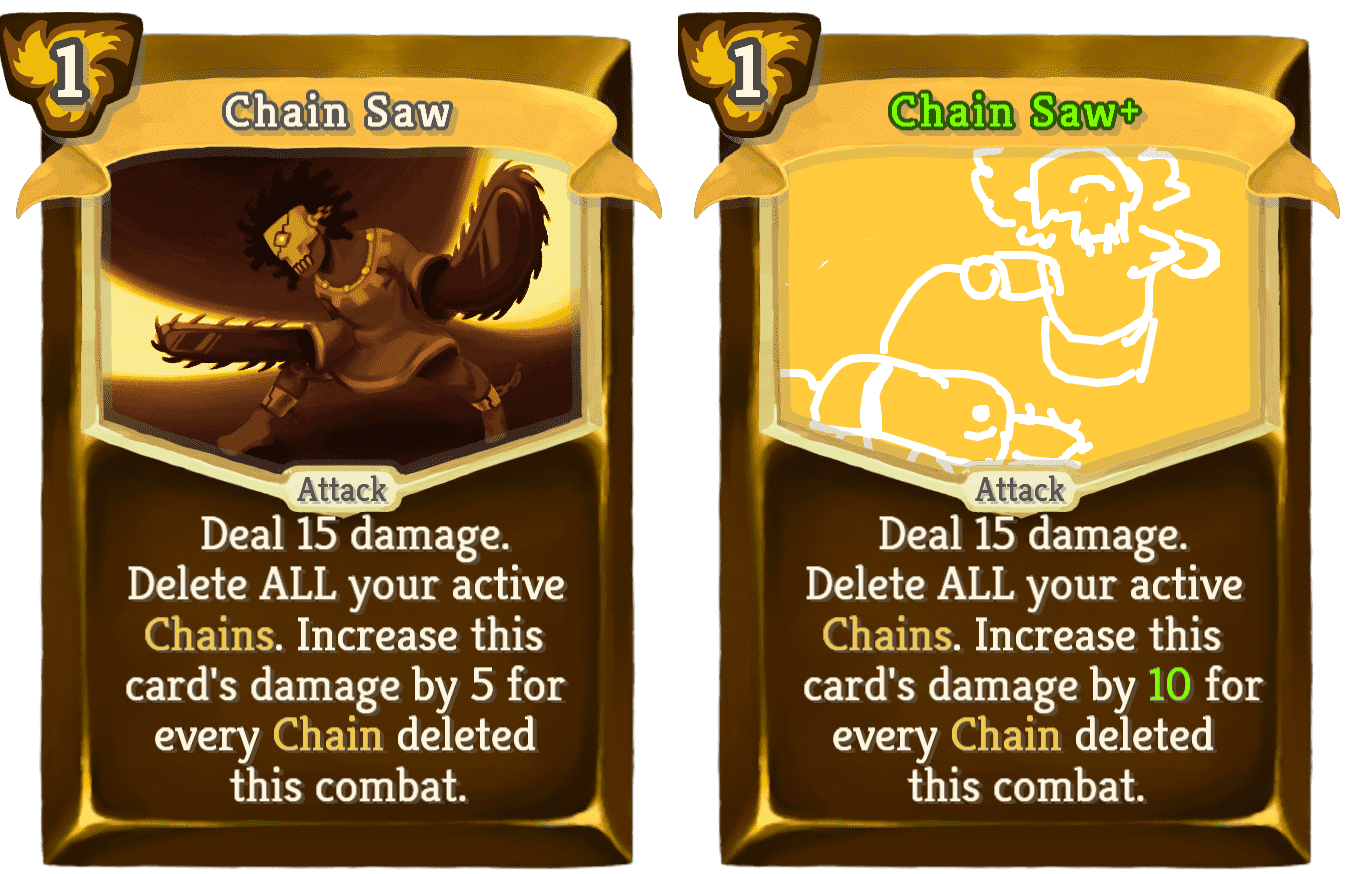 1
Chain Saw
Attack
Deal 15 damage.
Delete ALL your active
Chains. Increase this
card's damage by 5 for
every Chain deleted
this combat.
1
Chain Saw+
Attack
Deal 15 damage.
Delete ALL your active
Chains. Increase this
card's damage by 10 for
every Chain deleted
this combat.